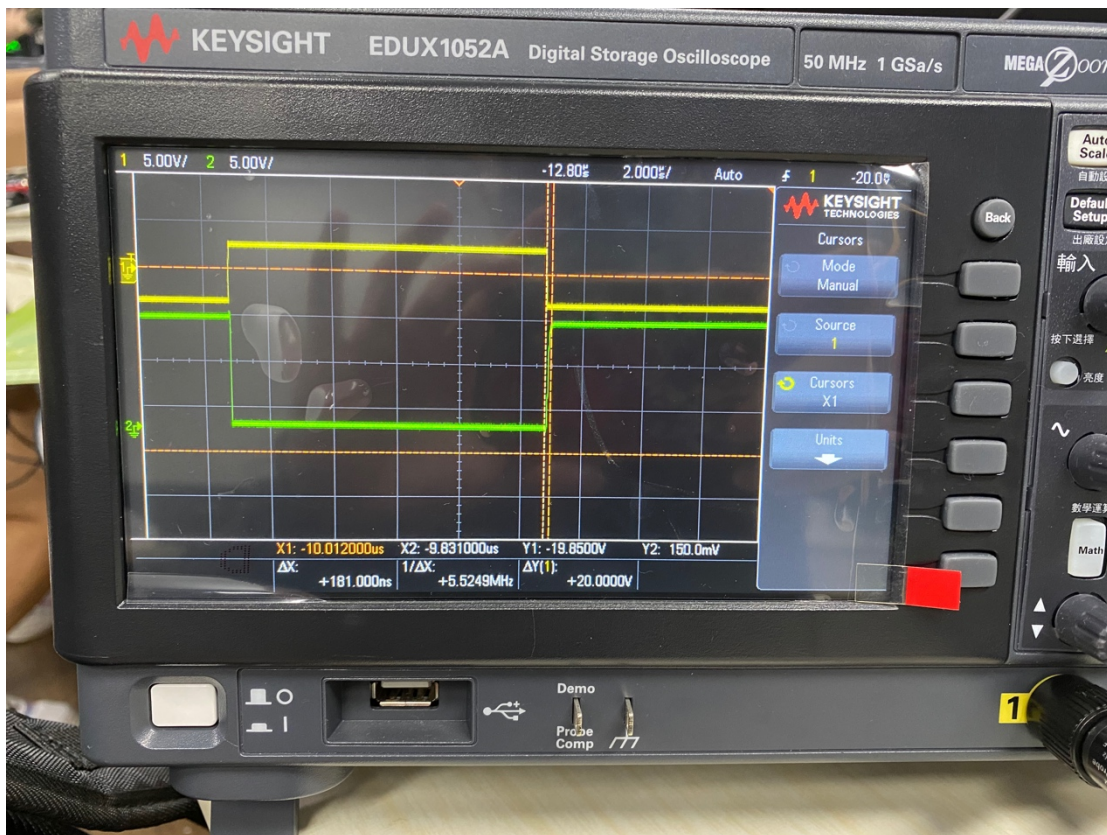 KEYSIGHT EDUX1052A Digital Storage Oscilloscope 50 MHz 1 GSa/s MEGA Zoom
1 5.00V/ 2 5.00V/ -12.80us 2.000us/ Auto 1 -20.0V
KEYSIGHT
TECHNOLOGIES
Cursors
Mode
Manual
Source
1
Cursors
X1
Units
X1: -10.012000us X2: -9.831000us Y1: -19.8500V Y2: 150.0mV
ΔX: 1/ΔX: ΔY(1):
+181.000ns +5.5249MHz +20.0000V
Auto
Scale
自動設
Default
Setup
出廠設
Back
輸入
按下選擇
亮度
數學運算
Math
Demo
Probe
Comp
1